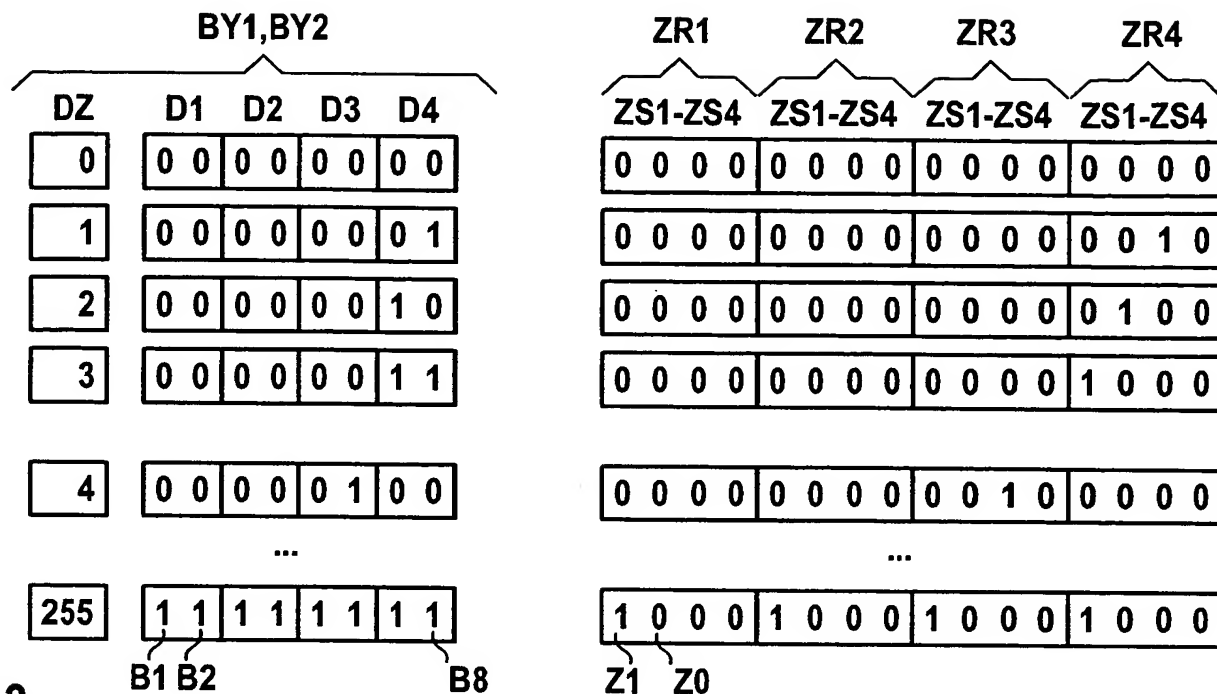 BY1,BY2 ZR1 ZR2 ZR3 ZR4
DZ D1 D2 D3 D4 ZS1-ZS4 ZS1-ZS4 ZS1-ZS4 ZS1-ZS4
0 0 0 0 0 0 0 0 0 0 0 0 0 0 0 0 0 0 0 0 0 0 0 0 0
1 0 0 0 0 0 0 0 1 0 0 0 0 0 0 0 0 0 0 0 0 0 0 1 0
2 0 0 0 0 0 0 1 0 0 0 0 0 0 0 0 0 0 0 0 0 0 1 0 0
3 0 0 0 0 0 0 1 1 0 0 0 0 0 0 0 0 0 0 0 0 1 0 0 0
4 0 0 0 0 0 1 0 0 0 0 0 0 0 0 0 0 0 0 1 0 0 0 0 0
... ...
255 1 1 1 1 1 1 1 1 1 0 0 0 1 0 0 0 1 0 0 0 1 0 0 0
B1 B2 B8 Z1 Z0